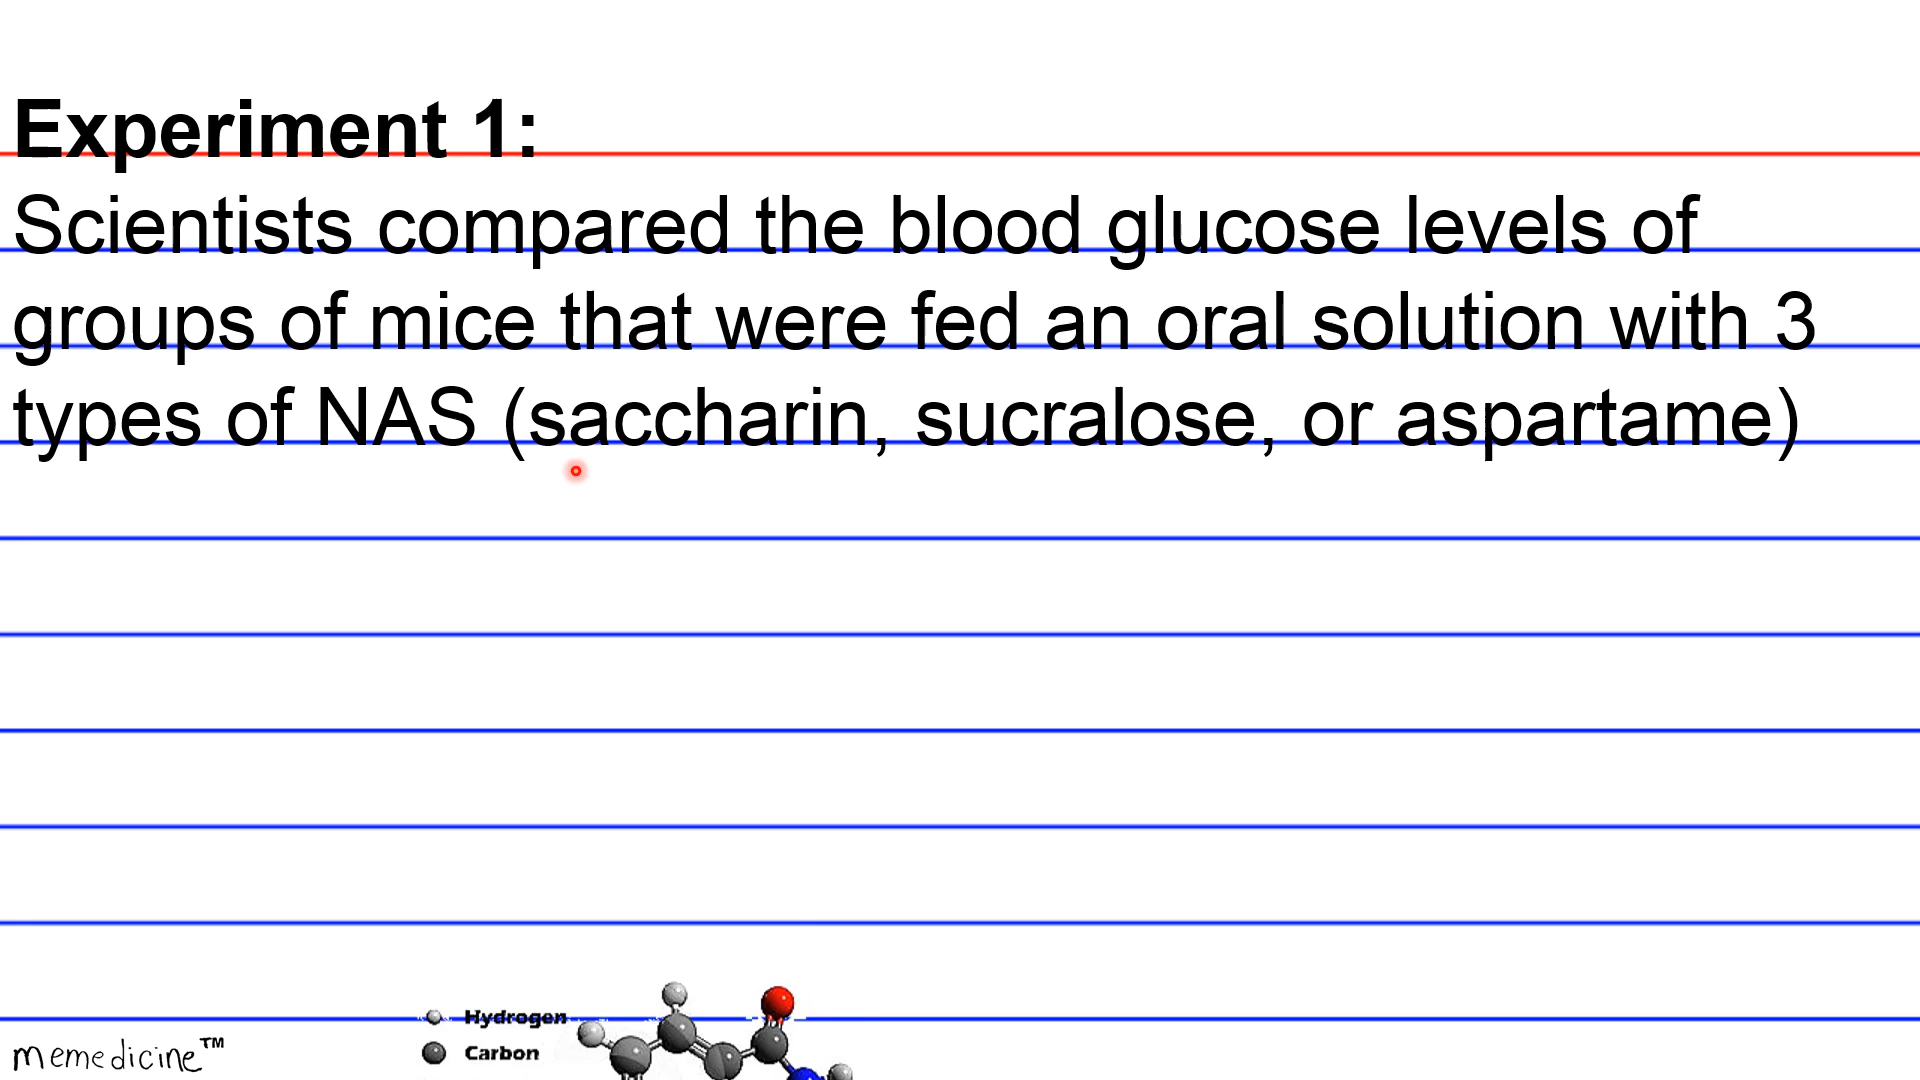 Experiment 1:
Scientists compared the blood glucose levels of
groups of mice that were fed an oral solution with 3
types of NAS (saccharin, sucralose, or aspartame)
Hydrogen
Carbon
memedicine™